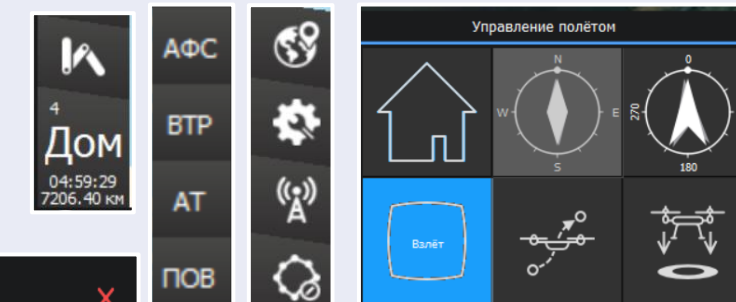 4
Дом
04:59:29
7206.40 км
АФС
ВТР
АТ
ПОВ
Управление полётом
N
W
E
S
0
270
180
Взлёт